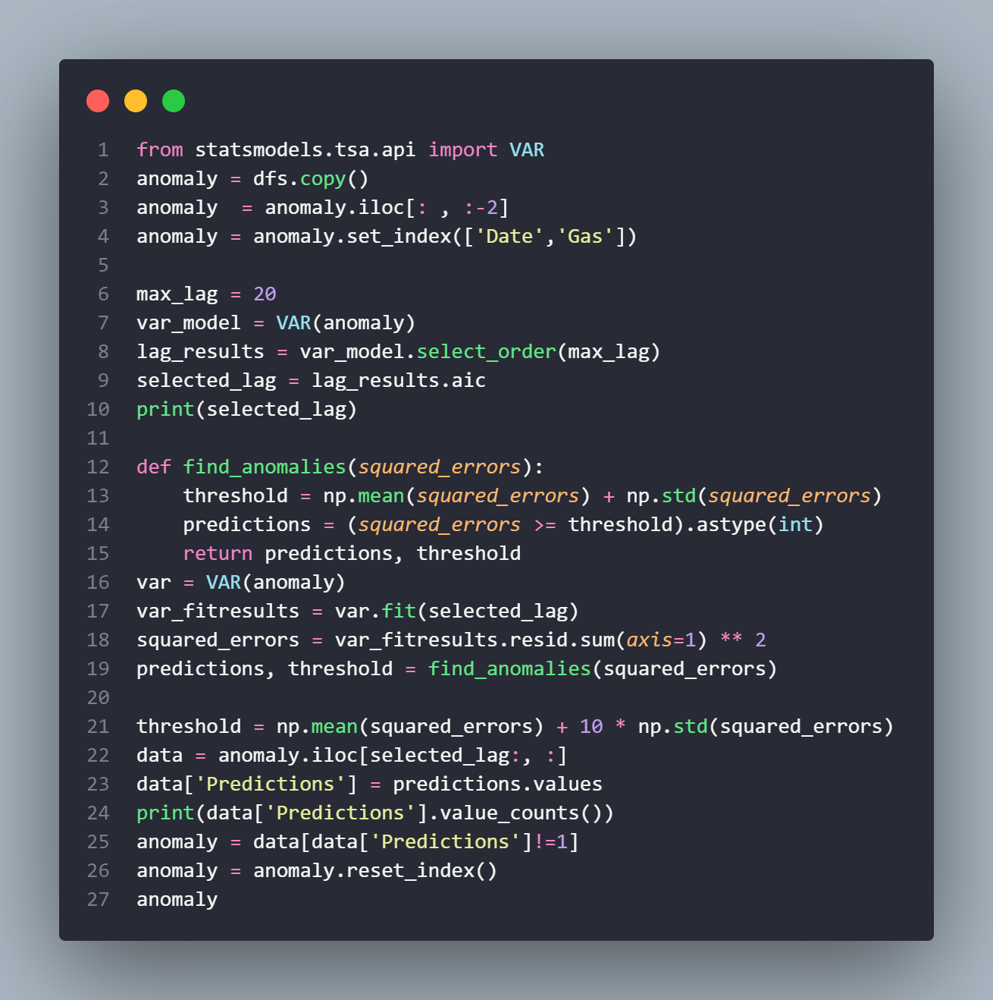 1 from statsmodels.tsa.api import VAR
2 anomaly = dfs.copy()
3 anomaly  = anomaly.iloc[: , :-2]
4 anomaly = anomaly.set_index(['Date','Gas'])
5
6 max_lag = 20
7 var_model = VAR(anomaly)
8 lag_results = var_model.select_order(max_lag)
9 selected_lag = lag_results.aic
10 print(selected_lag)
11
12 def find_anomalies(squared_errors):
13     threshold = np.mean(squared_errors) + np.std(squared_errors)
14     predictions = (squared_errors >= threshold).astype(int)
15     return predictions, threshold
16 var = VAR(anomaly)
17 var_fitresults = var.fit(selected_lag)
18 squared_errors = var_fitresults.resid.sum(axis=1) ** 2
19 predictions, threshold = find_anomalies(squared_errors)
20
21 threshold = np.mean(squared_errors) + 10 * np.std(squared_errors)
22 data = anomaly.iloc[selected_lag:, :]
23 data['Predictions'] = predictions.values
24 print(data['Predictions'].value_counts())
25 anomaly = data[data['Predictions']!=1]
26 anomaly = anomaly.reset_index()
27 anomaly